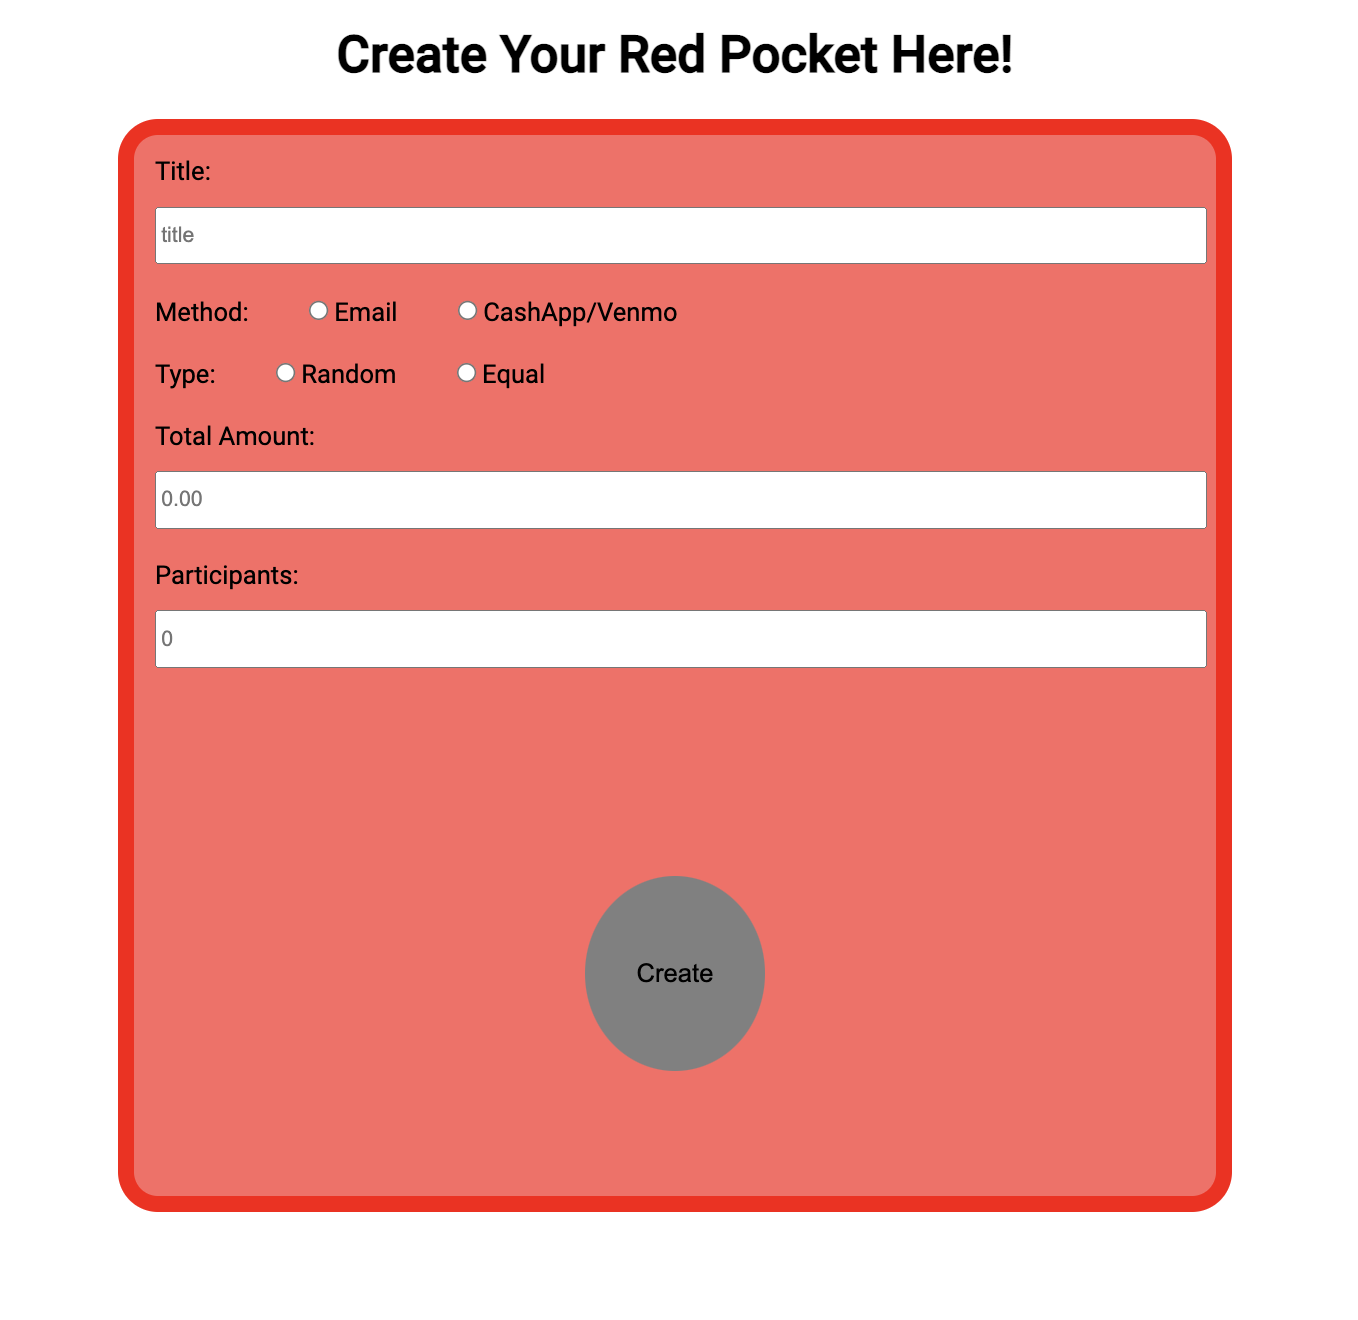 Create Your Red Pocket Here!
Title:
title
Method: Email CashApp/Venmo
Type: Random Equal
Total Amount:
0.00
Participants:
0
Create